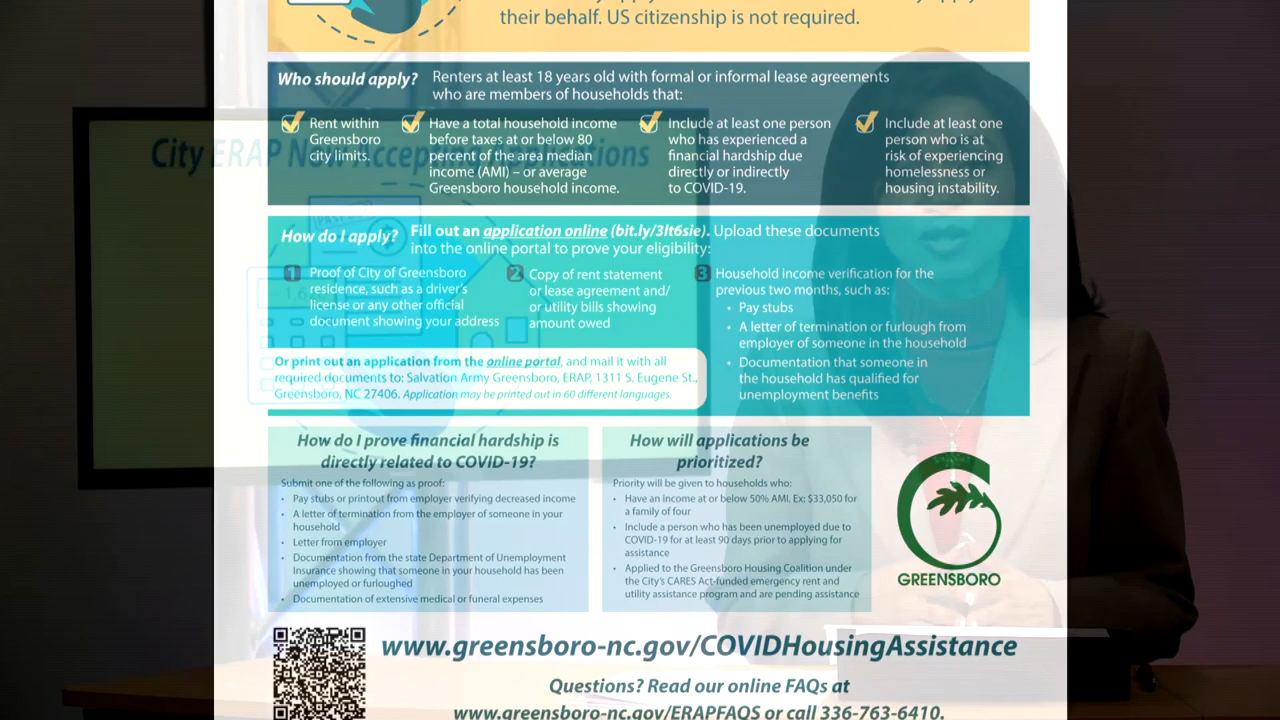 their behalf. US citizenship is not required.
Who should apply? Renters at least 18 years old with formal or informal lease agreements
who are members of households that:
Rent within
Greensboro
city limits.
Have a total household income
before taxes at or below 80
percent of the area median
income (AMI) – or average
Greensboro household income.
Include at least one person
who has experienced a
financial hardship due
directly or indirectly
to COVID-19.
Include at least one
person who is at
risk of experiencing
homelessness or
housing instability.
City ERAP Now Accepting Applications
How do I apply? Fill out an application online (bit.ly/3lt6sie). Upload these documents
into the online portal to prove your eligibility:
1 Proof of City of Greensboro
residence, such as a driver's
license or any other official
document showing your address
2 Copy of rent statement
or lease agreement and/
or utility bills showing
amount owed
3 Household income verification for the
previous two months, such as:
• Pay stubs
• A letter of termination or furlough from
employer of someone in the household
• Documentation that someone in
the household has qualified for
unemployment benefits
Or print out an application from the online portal, and mail it with all
required documents to: Salvation Army Greensboro, ERAP, 1311 S. Eugene St.,
Greensboro, NC 27406. Application may be printed out in 60 different languages.
How do I prove financial hardship is
directly related to COVID-19?
Submit one of the following as proof:
• Pay stubs or printout from employer verifying decreased income
• A letter of termination from the employer of someone in your
household
• Letter from employer
• Documentation from the state Department of Unemployment
Insurance showing that someone in your household has been
unemployed or furloughed
• Documentation of extensive medical or funeral expenses
How will applications be
prioritized?
Priority will be given to households who:
• Have an income at or below 50% AMI. Ex: $33,050 for
a family of four
• Include a person who has been unemployed due to
COVID-19 for at least 90 days prior to applying for
assistance
• Applied to the Greensboro Housing Coalition under
the City's CARES Act-funded emergency rent and
utility assistance program and are pending assistance
GREENSBORO
www.greensboro-nc.gov/COVIDHousingAssistance
Questions? Read our online FAQs at
www.greensboro-nc.gov/ERAPFAQS or call 336-763-6410.